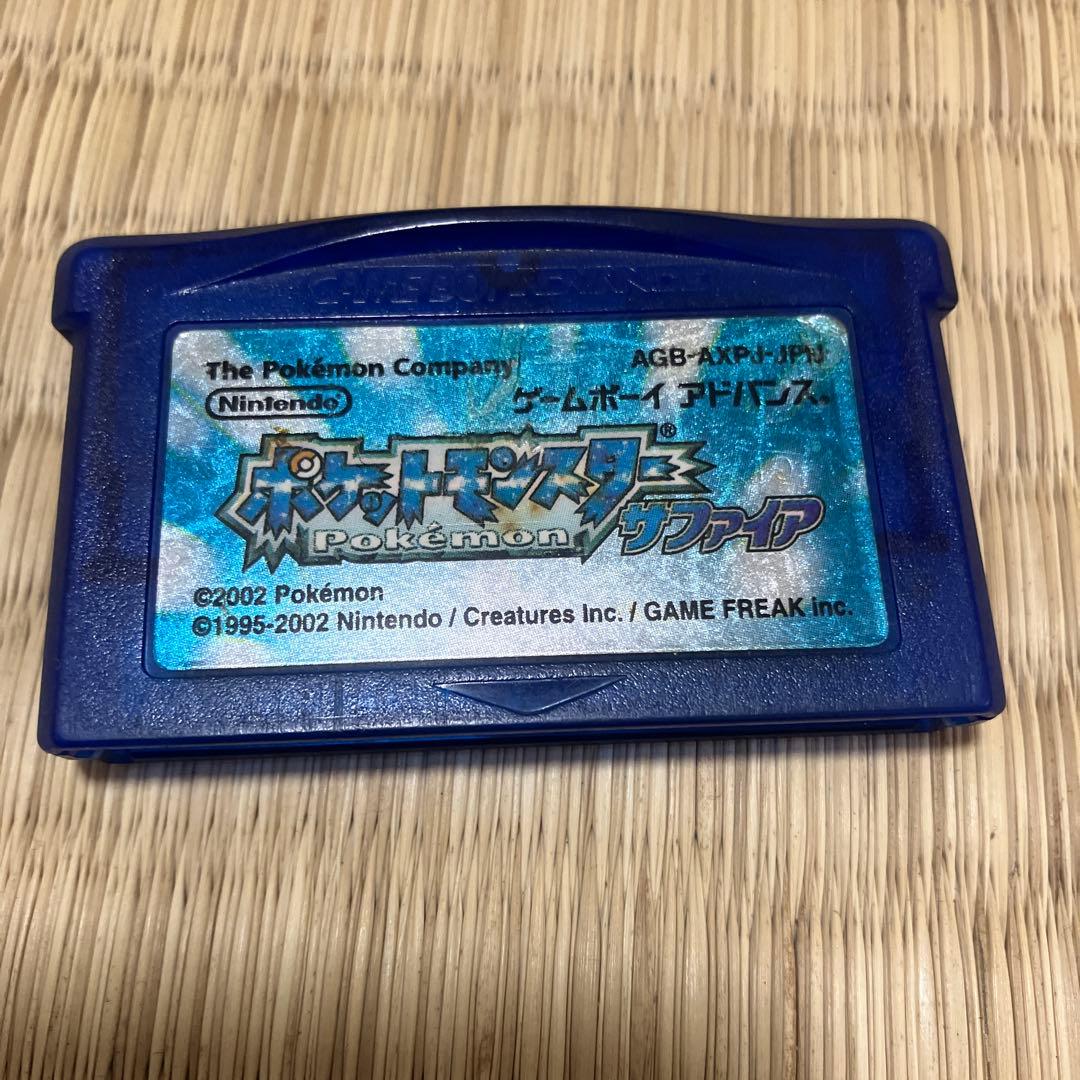 GAME BOY ADVANCE
The Pokémon Company
AGB-AXPJ-JPN
Nintendo®
ゲームボーイ アドバンス®
ポケットモンスター®
Pokémon
サファイア
©2002 Pokémon
©1995-2002 Nintendo / Creatures Inc. / GAME FREAK inc.